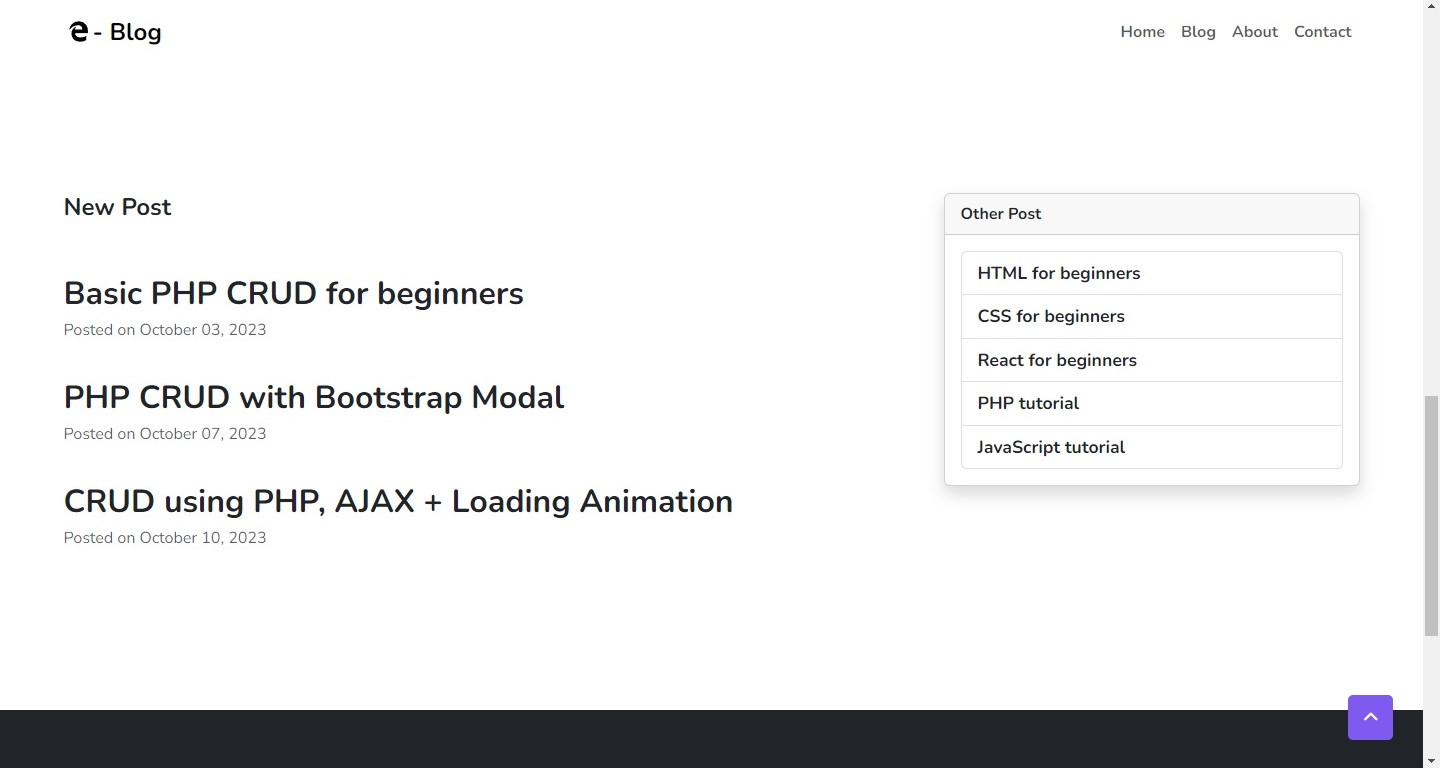 e - Blog
Home Blog About Contact
New Post
Basic PHP CRUD for beginners
Posted on October 03, 2023
PHP CRUD with Bootstrap Modal
Posted on October 07, 2023
CRUD using PHP, AJAX + Loading Animation
Posted on October 10, 2023
Other Post
HTML for beginners
CSS for beginners
React for beginners
PHP tutorial
JavaScript tutorial